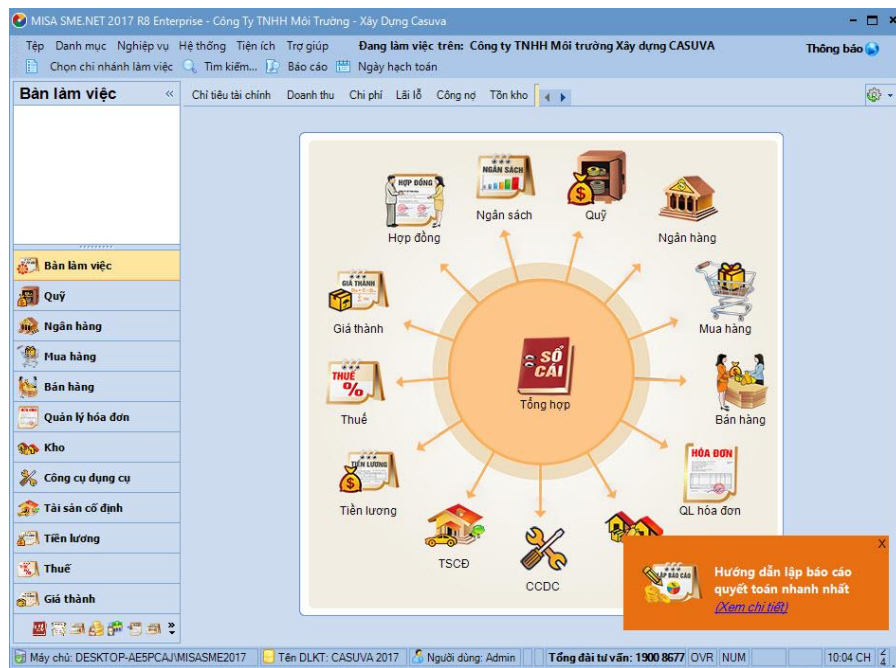 MISA SME.NET 2017 R8 Enterprise - Công Ty TNHH Môi Trường - Xây Dựng Casuva
Tệp Danh mục Nghiệp vụ Hệ thống Tiện ích Trợ giúp Đang làm việc trên: Công ty TNHH Môi trường Xây dựng CASUVA Thông báo
Chọn chi nhánh làm việc Tìm kiếm... Báo cáo Ngày hạch toán
Bàn làm việc «
Chỉ tiêu tài chính Doanh thu Chi phí Lãi lỗ Công nợ Tồn kho
Bàn làm việc
Quỹ
Ngân hàng
Mua hàng
Bán hàng
Quản lý hóa đơn
Kho
Công cụ dụng cụ
Tài sản cố định
Tiền lương
Thuế
Giá thành
HỢP ĐỒNG
Hợp đồng
NGÂN SÁCH
Ngân sách
Quỹ
Ngân hàng
GIÁ THÀNH
Giá thành
Mua hàng
SỔ CÁI
Tổng hợp
THUẾ %
Thuế
Bán hàng
TIỀN LƯƠNG
Tiền lương
HÓA ĐƠN
QL hóa đơn
TSCĐ
CCDC
X
LẬP BÁO CÁO
Hướng dẫn lập báo cáo
quyết toán nhanh nhất
(Xem chi tiết)
Máy chủ: DESKTOP-AE5PCAJ\MISASME2017 Tên DLKT: CASUVA 2017 Người dùng: Admin Tổng đài tư vấn: 1900 8677 OVR NUM 10:04 CH